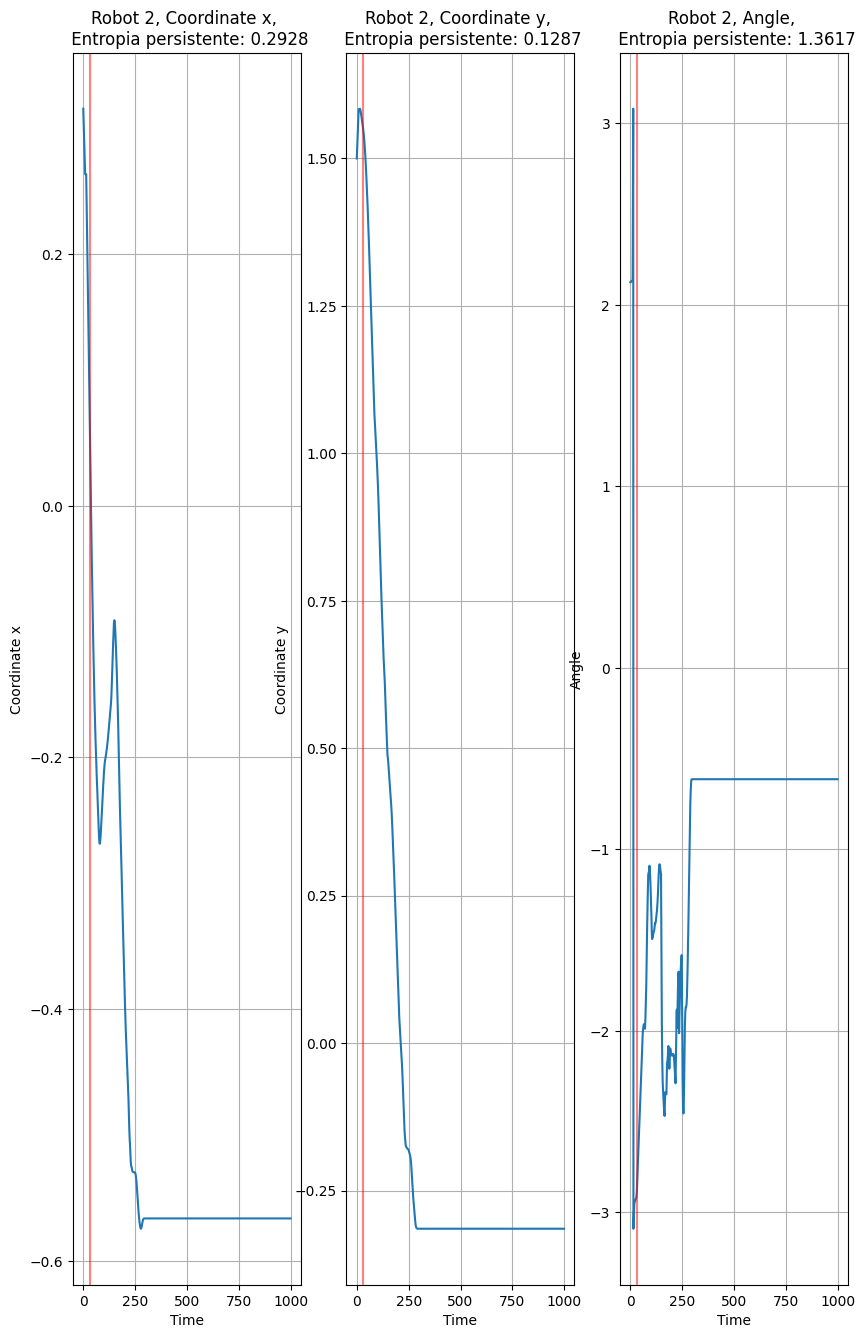 Robot 2, Coordinate x,
Entropia persistente: 0.2928
0.2
0.0
−0.2
−0.4
−0.6
Coordinate x
0
250
500
750
1000
Time
Robot 2, Coordinate y,
Entropia persistente: 0.1287
1.50
1.25
1.00
0.75
0.50
0.25
0.00
−0.25
Coordinate y
0
250
500
750
1000
Time
Robot 2, Angle,
Entropia persistente: 1.3617
3
2
1
0
−1
−2
−3
Angle
0
250
500
750
1000
Time